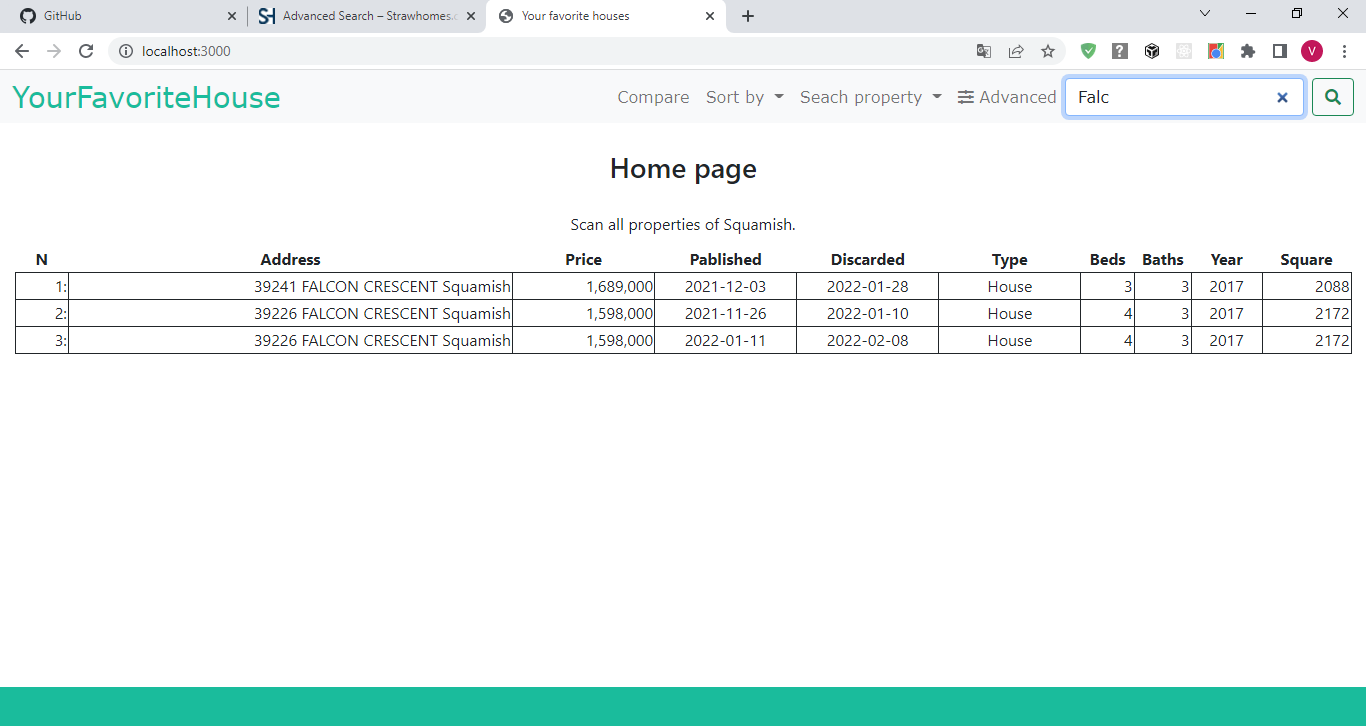 GitHub
SH Advanced Search – Strawhomes.c
Your favorite houses
localhost:3000
V
YourFavoriteHouse
Compare Sort by Seach property Advanced Falc
Home page
Scan all properties of Squamish.
N Address Price Pablished Discarded Type Beds Baths Year Square
1: 39241 FALCON CRESCENT Squamish 1,689,000 2021-12-03 2022-01-28 House 3 3 2017 2088
2: 39226 FALCON CRESCENT Squamish 1,598,000 2021-11-26 2022-01-10 House 4 3 2017 2172
3: 39226 FALCON CRESCENT Squamish 1,598,000 2022-01-11 2022-02-08 House 4 3 2017 2172